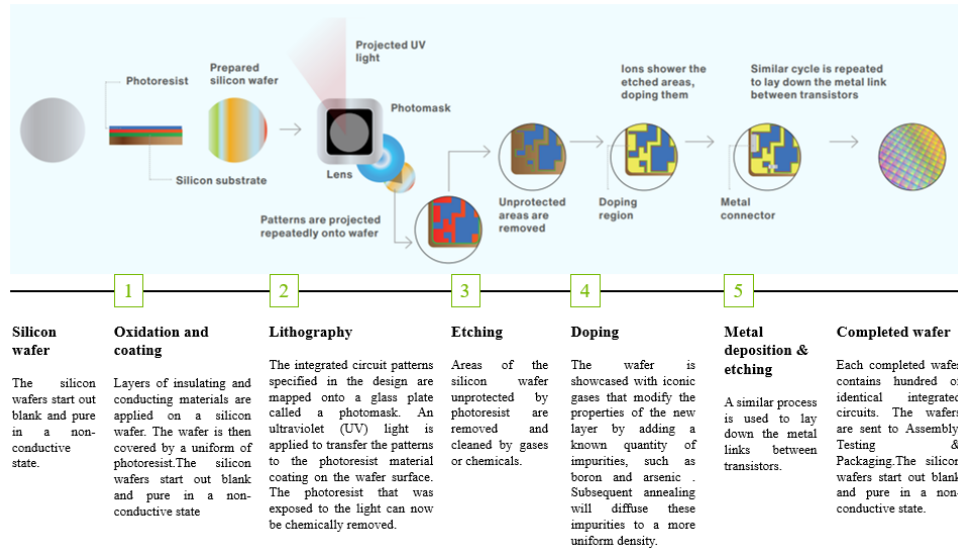 Projected UV
light
Ions shower the
etched areas,
doping them
Similar cycle is repeated
to lay down the metal link
between transistors
Prepared
silicon wafer
Photoresist
Photomask
Silicon substrate
Lens
Patterns are projected
repeatedly onto wafer
Unprotected
areas are
removed
Doping
region
Metal
connector
1
2
3
4
5
Silicon
wafer
The silicon
wafers start out
blank and pure
in a non-
conductive
state.
Oxidation and
coating
Layers of insulating and
conducting materials are
applied on a silicon
wafer. The wafer is then
covered by a uniform of
photoresist.The silicon
wafers start out blank
and pure in a non-
conductive state
Lithography
The integrated circuit patterns
specified in the design are
mapped onto a glass plate
called a photomask. An
ultraviolet (UV) light is
applied to transfer the patterns
to the photoresist material
coating on the wafer surface.
The photoresist that was
exposed to the light can now
be chemically removed.
Etching
Areas of the
silicon wafer
unprotected by
photoresist are
removed and
cleaned by gases
or chemicals.
Doping
The wafer is
showcased with iconic
gases that modify the
properties of the new
layer by adding a
known quantity of
impurities, such as
boron and arsenic .
Subsequent annealing
will diffuse these
impurities to a more
uniform density.
Metal
deposition &
etching
A similar process
is used to lay
down the metal
links between
transistors.
Completed wafer
Each completed wafer
contains hundred of
identical integrated
circuits. The wafers
are sent to Assembly,
Testing &
Packaging.The silicon
wafers start out blank
and pure in a non-
conductive state.